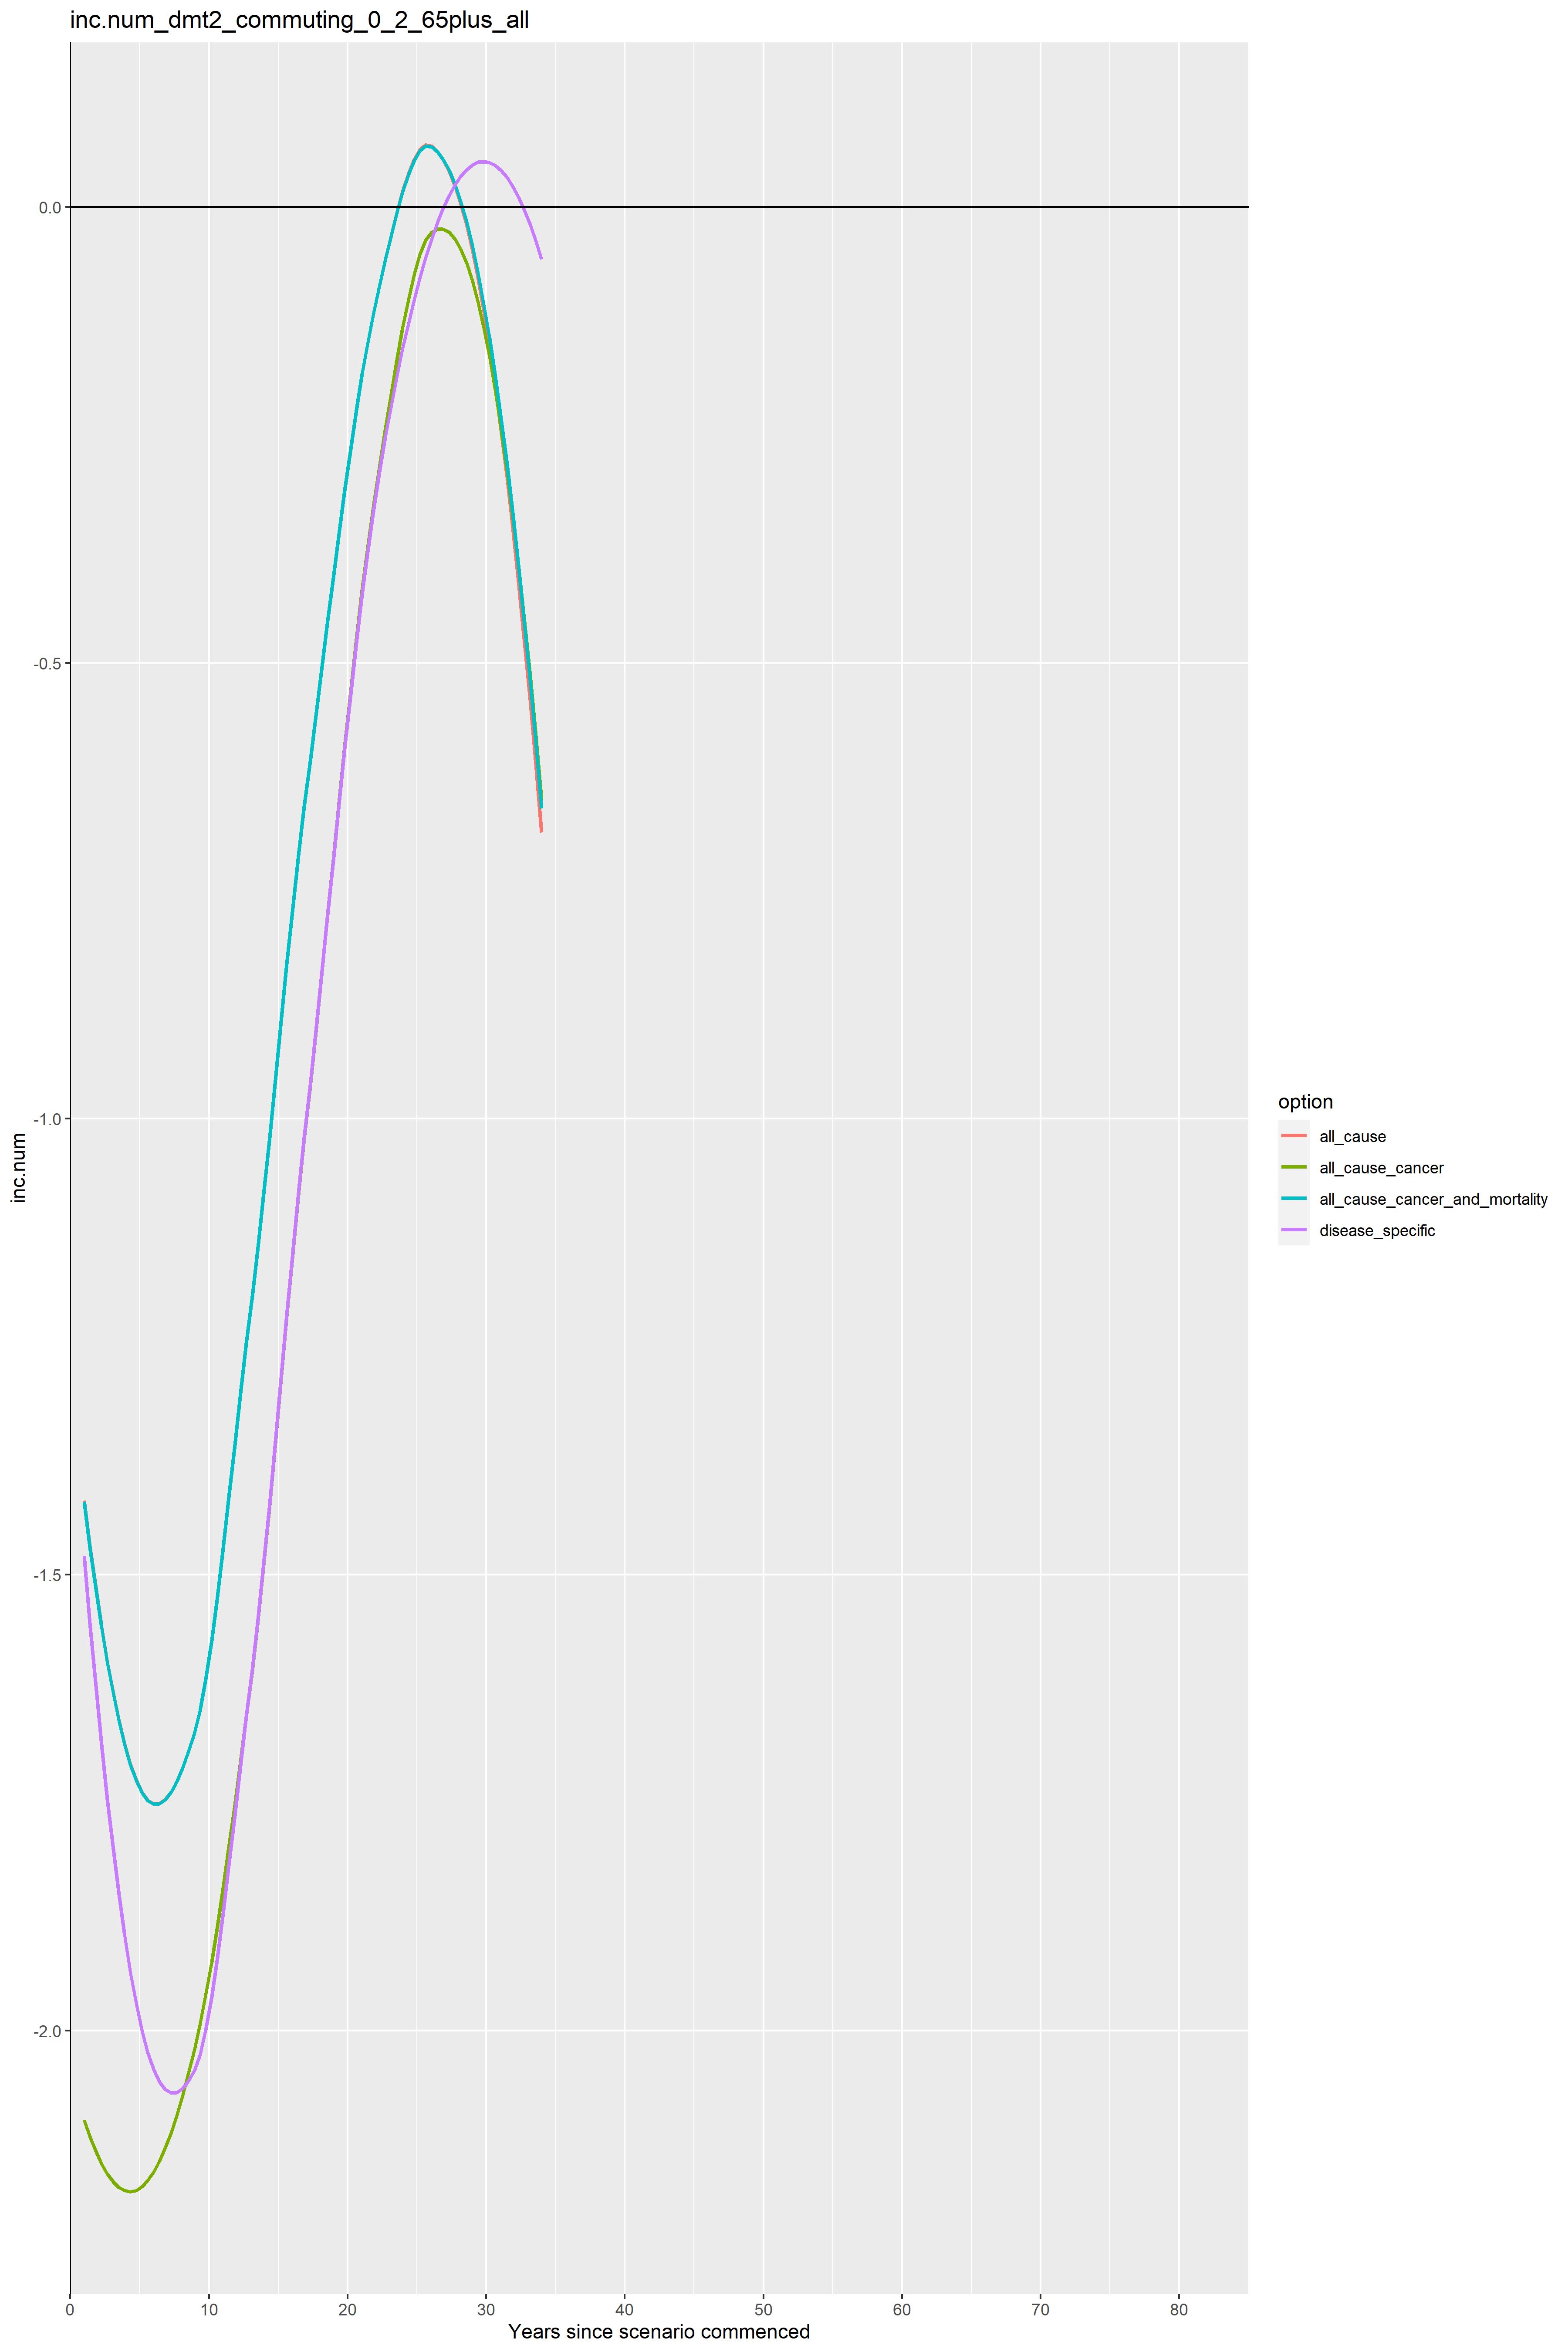 inc.num_dmt2_commuting_0_2_65plus_all
0.0
-0.5
-1.0
-1.5
-2.0
inc.num
0 10 20 30 40 50 60 70 80
Years since scenario commenced
option
all_cause
all_cause_cancer
all_cause_cancer_and_mortality
disease_specific